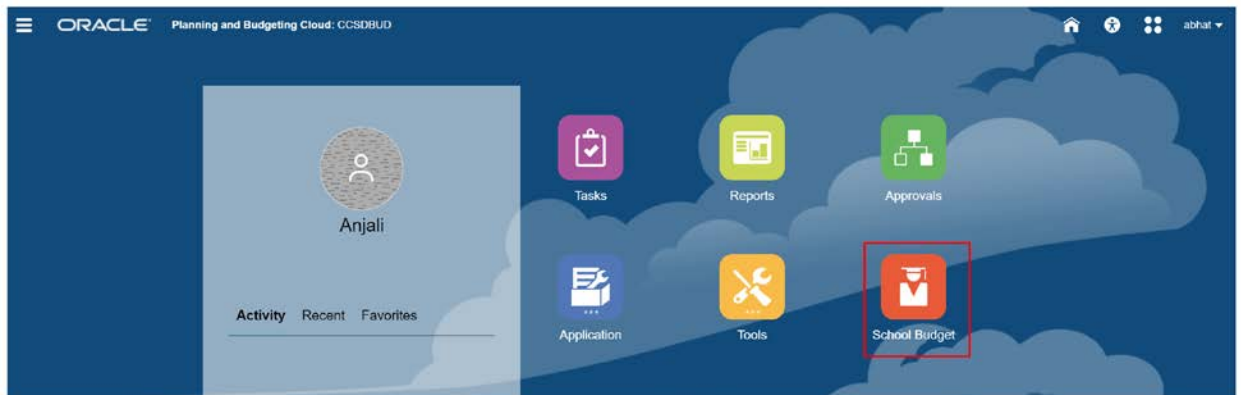 ORACLE Planning and Budgeting Cloud: CCSDBUD abhat
Tasks Reports Approvals
Anjali
Activity Recent Favorites
Application Tools School Budget